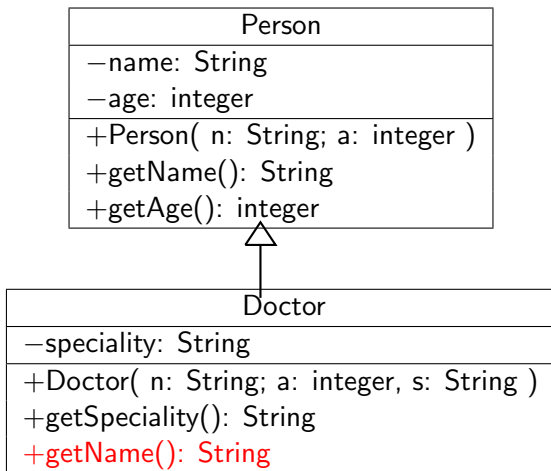 Person
−name: String
−age: integer
+Person( n: String; a: integer )
+getName(): String
+getAge(): integer
Doctor
−speciality: String
+Doctor( n: String; a: integer, s: String )
+getSpeciality(): String
+getName(): String